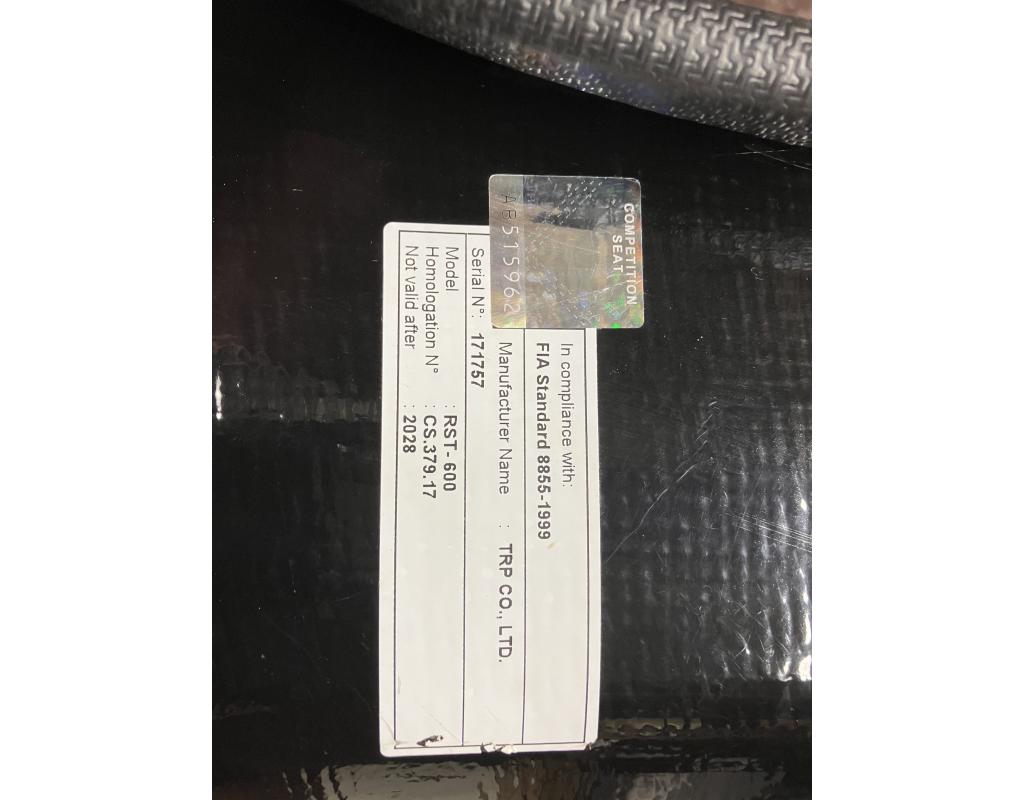 COMPETITION
SEAT
AB515962
In compliance with:
FIA Standard 8855-1999
Manufacturer Name : TRP CO., LTD.
Serial N°: 171757
Model : RST- 600
Homologation N° : CS.379.17
Not valid after : 2028